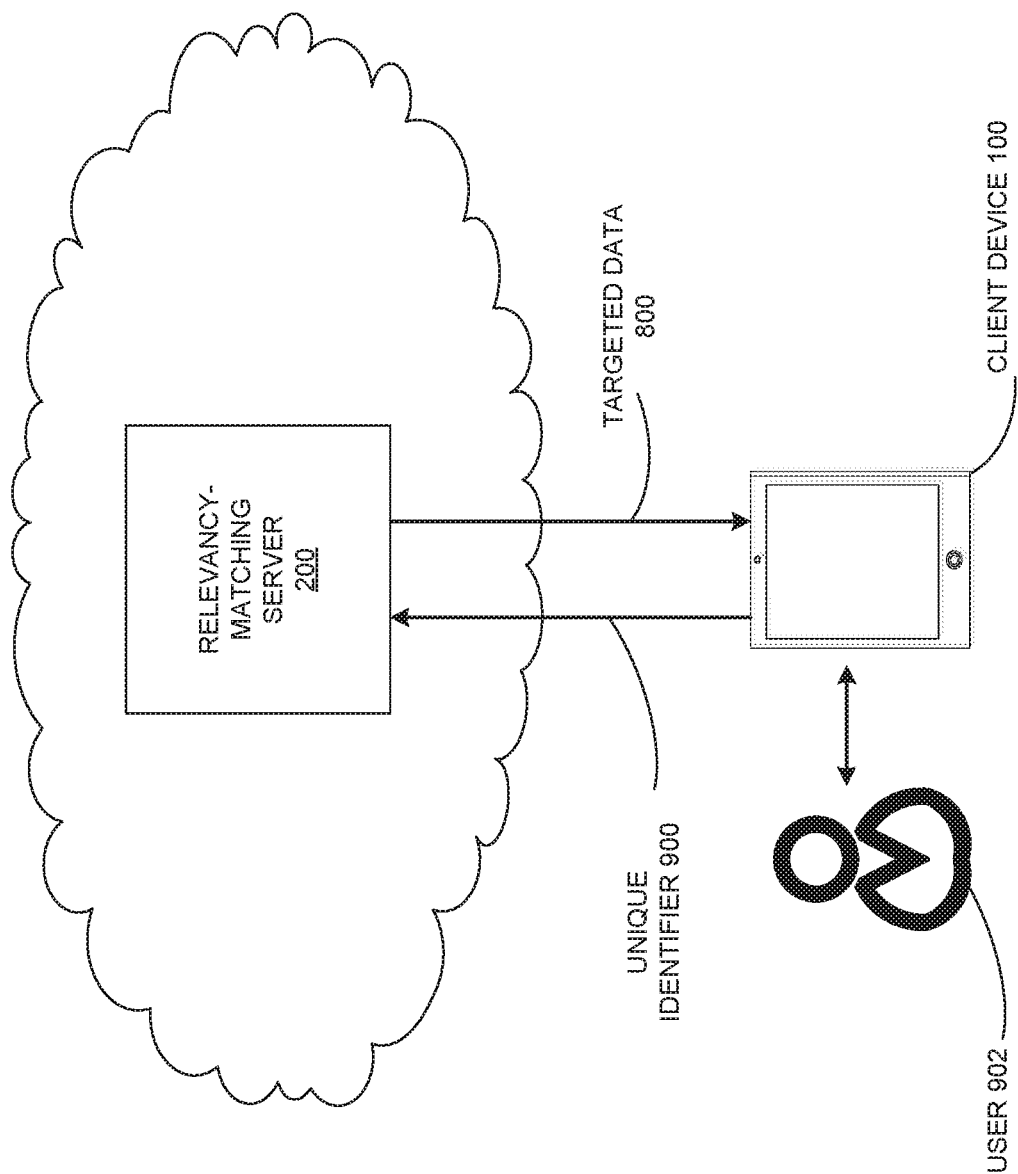 RELEVANCY-
MATCHING
SERVER
200
UNIQUE
IDENTIFIER 900
TARGETED DATA
800
USER 902
CLIENT DEVICE 100